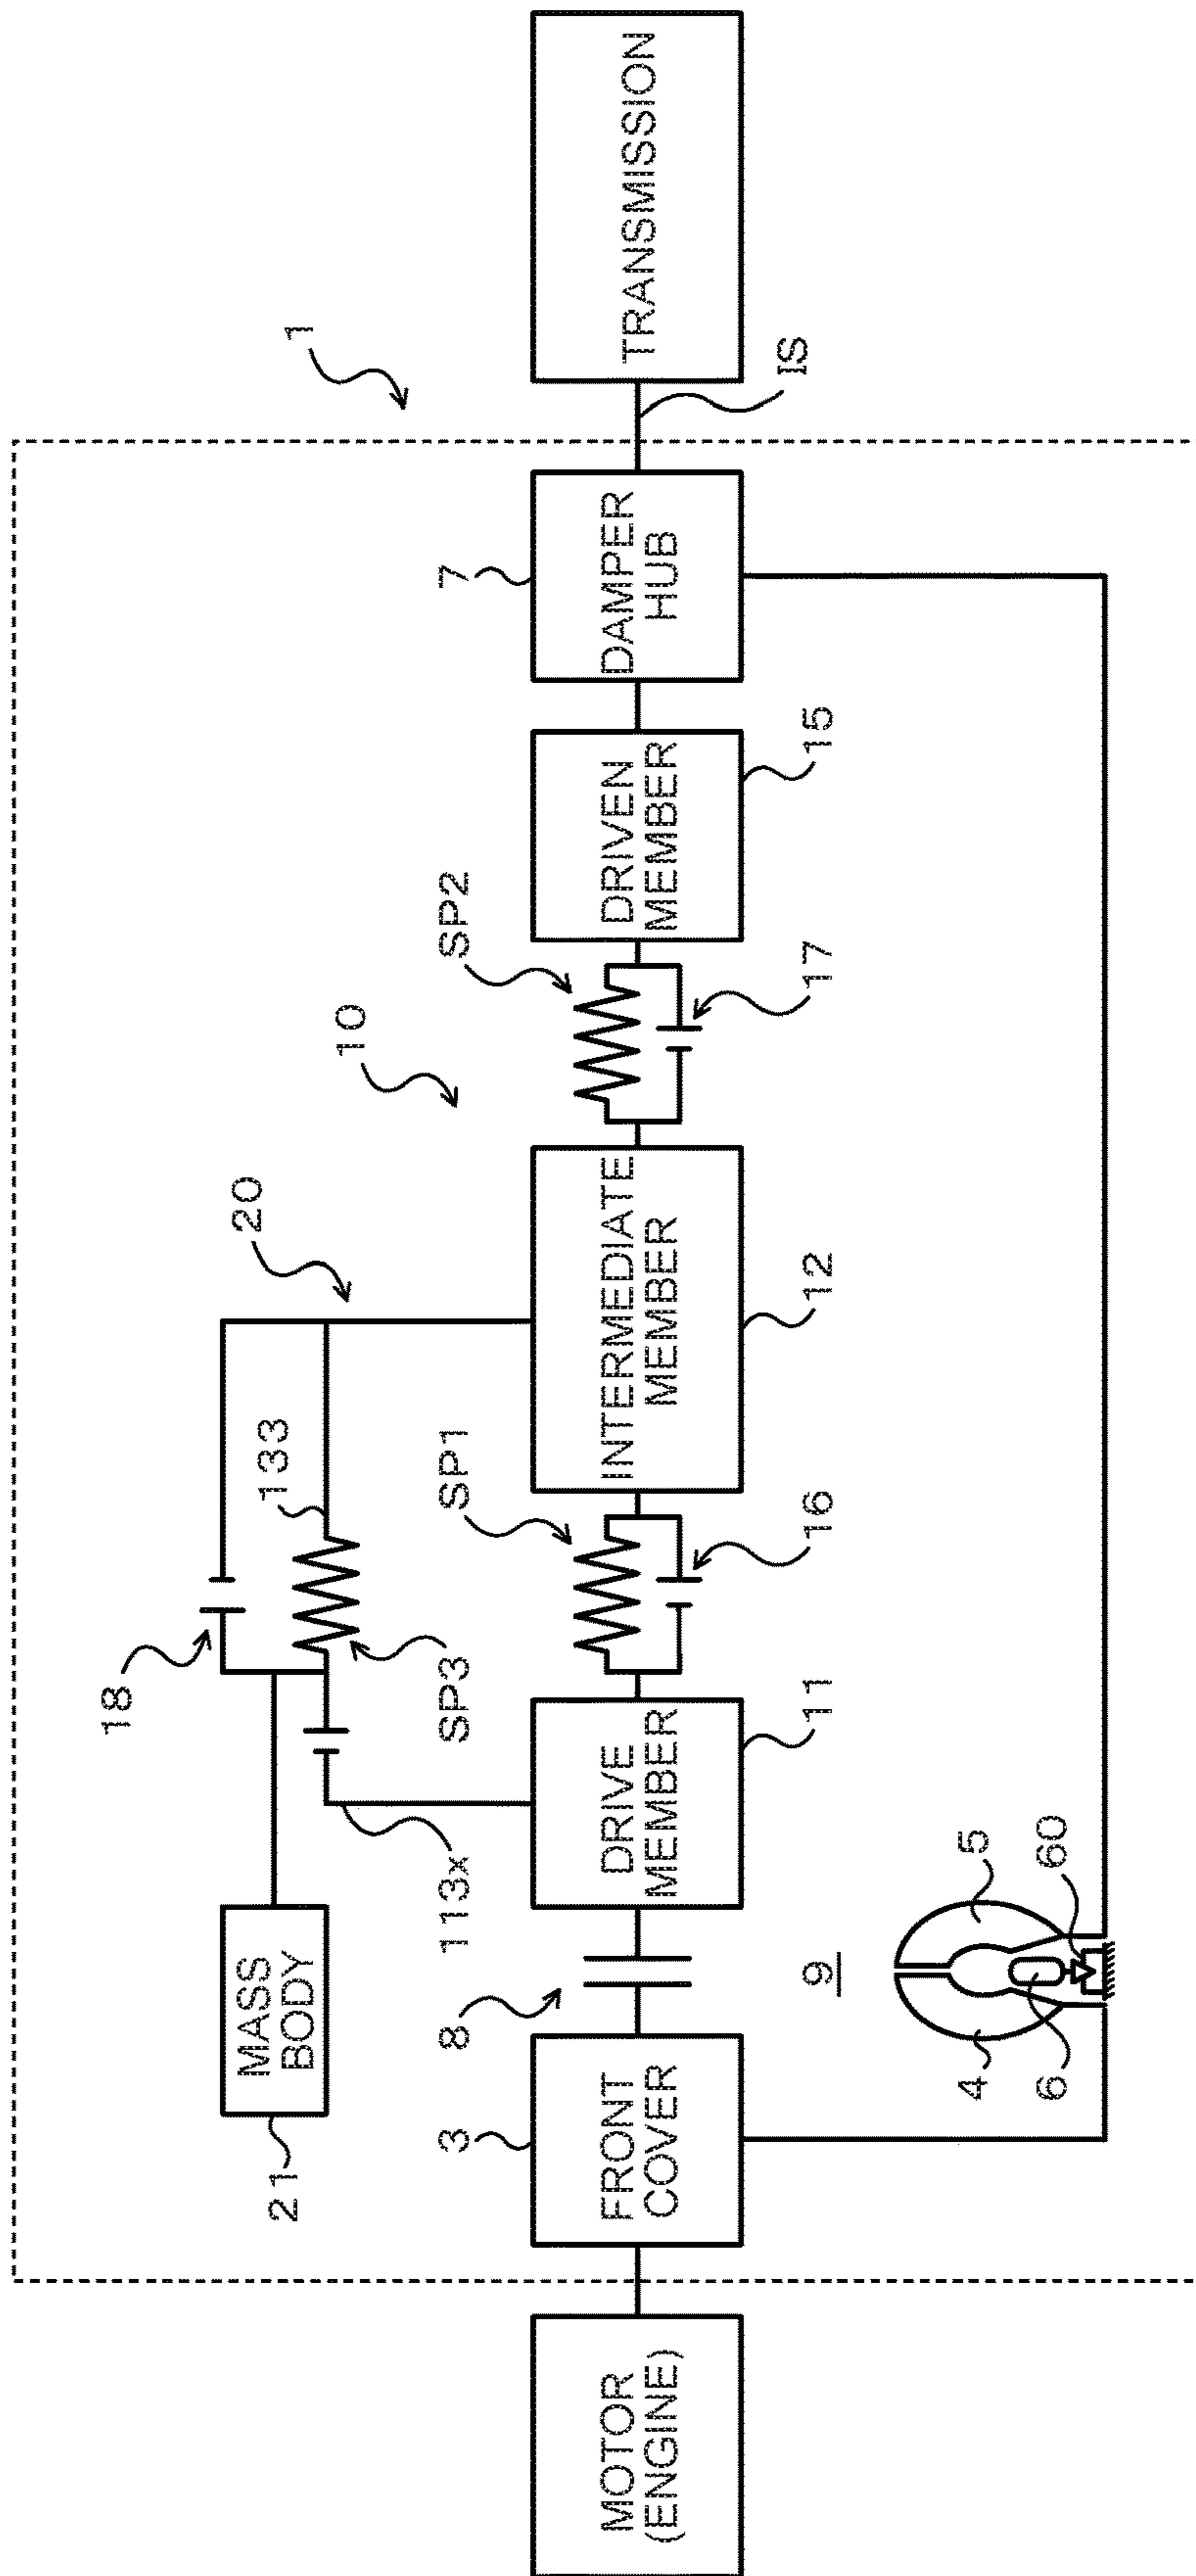 1
10
20
133
18
SP3
113x
MASS
BODY
21
SP1
SP2
16
17
MOTOR
(ENGINE)
FRONT
COVER
3
8
DRIVE
MEMBER
11
INTERMEDIATE
MEMBER
12
DRIVEN
MEMBER
15
DAMPER
HUB
7
IS
TRANSMISSION
9
4
5
6
60